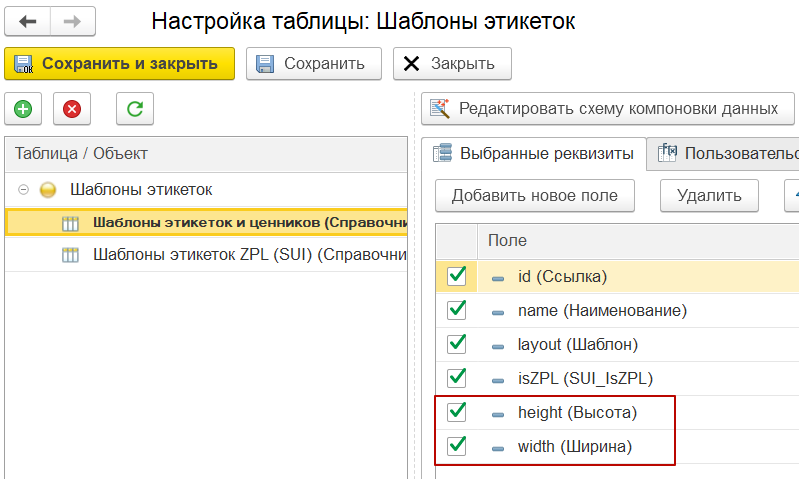 Настройка таблицы: Шаблоны этикеток
Сохранить и закрыть
Сохранить
Закрыть
Редактировать схему компоновки данных
Таблица / Объект
Шаблоны этикеток
Шаблоны этикеток и ценников (Справочни
Шаблоны этикеток ZPL (SUI) (Справочни
Выбранные реквизиты
Пользовательс
Добавить новое поле
Удалить
Поле
id (Ссылка)
name (Наименование)
layout (Шаблон)
isZPL (SUI_IsZPL)
height (Высота)
width (Ширина)